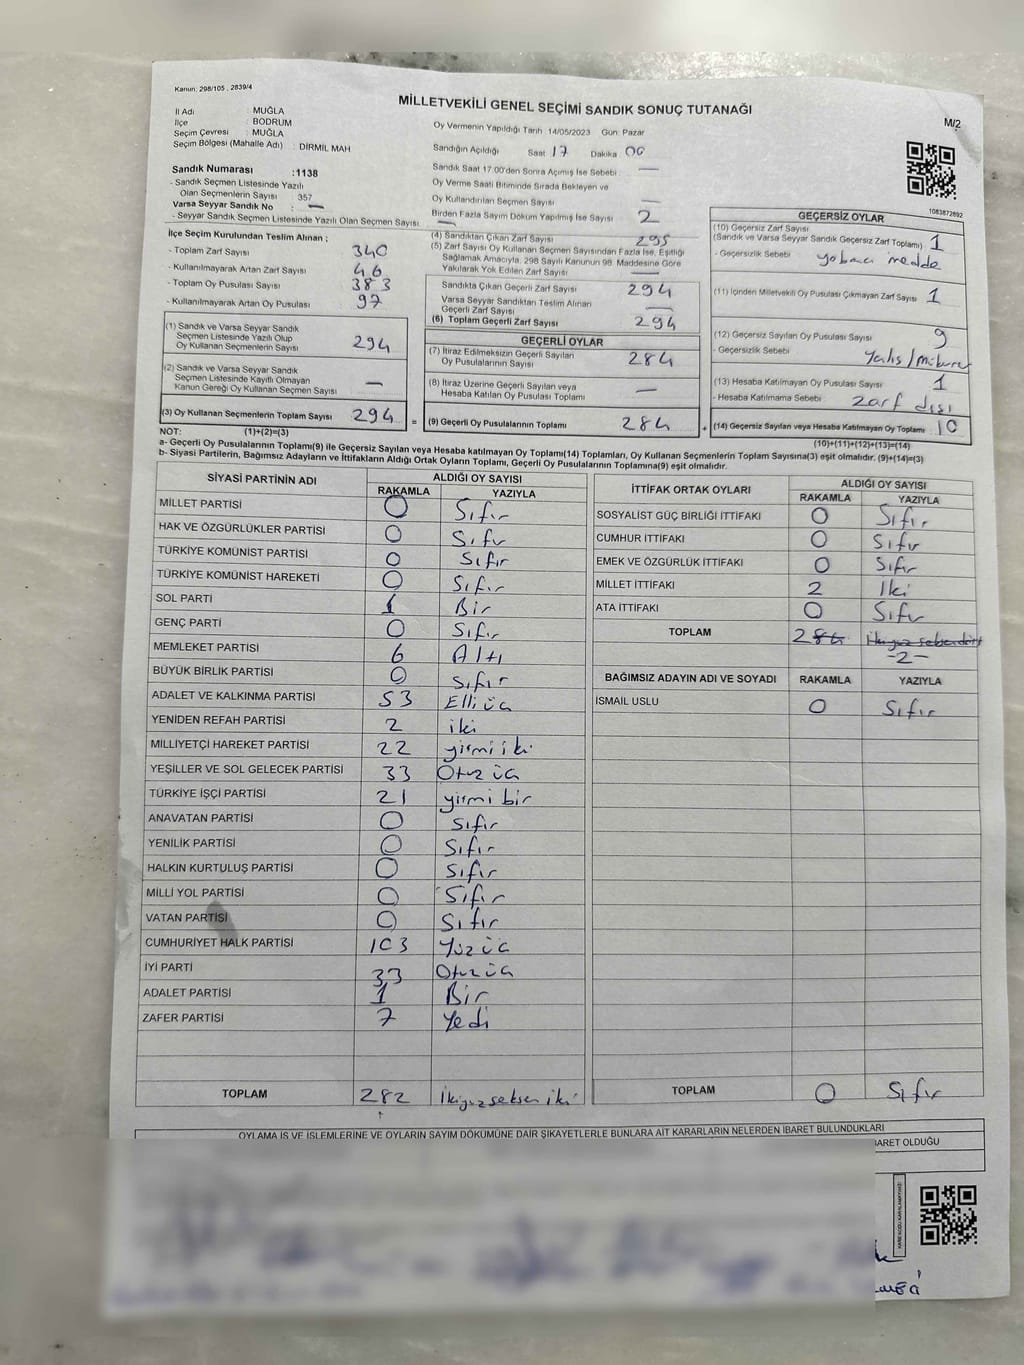 Kanun: 298/105 , 2839/4
MİLLETVEKİLİ GENEL SEÇİMİ SANDIK SONUÇ TUTANAĞI
M/2
İl Adı : MUĞLA
İlçe : BODRUM
Seçim Çevresi : MUĞLA
Seçim Bölgesi (Mahalle Adı) : DİRMİL MAH
Sandık Numarası :1138
- Sandık Seçmen Listesinde Yazılı
Olan Seçmenlerin Sayısı 357
Varsa Seyyar Sandık No : —
- Seyyar Sandık Seçmen Listesinde Yazılı Olan Seçmen Sayısı: —
Oy Vermenin Yapıldığı Tarih 14/05/2023 Gün: Pazar
Sandığın Açıldığı Saat 17 Dakika 00
Sandık Saat 17:00'den Sonra Açımış İse Sebebi —
Oy Verme Saati Bitiminde Sırada Bekleyen ve
Oy Kullandırılan Seçmen Sayısı —
Birden Fazla Sayım Döküm Yapılmış İse Sayısı 2
1083872892
İlçe Seçim Kurulundan Teslim Alınan ;
- Toplam Zarf Sayısı 340
- Kullanılmayarak Artan Zarf Sayısı 46
- Toplam Oy Pusulası Sayısı 383
- Kullanılmayarak Artan Oy Pusulası 97
(4) Sandıktan Çıkan Zarf Sayısı 295
(5) Zarf Sayısı Oy Kullanan Seçmen Sayısından Fazla İse, Eşitliği
Sağlamak Amacıyla, 298 Sayılı Kanunun 98. Maddesine Göre
Yakılarak Yok Edilen Zarf Sayısı —
Sandıkta Çıkan Geçerli Zarf Sayısı 294
Varsa Seyyar Sandıktan Teslim Alınan
Geçerli Zarf Sayısı —
(6) Toplam Geçerli Zarf Sayısı 294
GEÇERSİZ OYLAR
(10) Geçersiz Zarf Sayısı
(Sandık ve Varsa Seyyar Sandık Geçersiz Zarf Toplamı) 1
- Geçersizlik Sebebi yabacı madde
(11) İçinden Milletvekili Oy Pusulası Çıkmayan Zarf Sayısı 1
(12) Geçersiz Sayılan Oy Pusulası Sayısı 9
- Geçersizlik Sebebi
(13) Hesaba Katılmayan Oy Pusulası Sayısı 1
- Hesaba Katılmama Sebebi zarf dışı
(14) Geçersiz Sayılan veya Hesaba Katılmayan Oy Toplamı 10
(1) Sandık ve Varsa Seyyar Sandık
Seçmen Listesinde Yazılı Olup
Oy Kullanan Seçmenlerin Sayısı 294
(2) Sandık ve Varsa Seyyar Sandık
Seçmen Listesinde Kayıtlı Olmayan
Kanun Gereği Oy Kullanan Seçmen Sayısı —
(3) Oy Kullanan Seçmenlerin Toplam Sayısı 294 =
GEÇERLİ OYLAR
(7) İtiraz Edilmeksizin Geçerli Sayılan
Oy Pusulalarının Sayısı 284
(8) İtiraz Üzerine Geçerli Sayılan veya
Hesaba Katılan Oy Pusulası Toplamı —
(9) Geçerli Oy Pusulalarının Toplamı 284 +
NOT: (1)+(2)=(3) (10)+(11)+(12)+(13)=(14)
a- Geçerli Oy Pusulalarının Toplamı(9) ile Geçersiz Sayılan veya Hesaba katılmayan Oy Toplamı(14) Toplamları, Oy Kullanan Seçmenlerin Toplam Sayısına(3) eşit olmalıdır. (9)+(14)=(3)
b- Siyasi Partilerin, Bağımsız Adayların ve İttifakların Aldığı Ortak Oyların Toplamı, Geçerli Oy Pusulalarının Toplamına(9) eşit olmalıdır.
SİYASİ PARTİNİN ADI ALDIĞI OY SAYISI
RAKAMLA YAZIYLA
MİLLET PARTİSİ 0 Sıfır
HAK VE ÖZGÜRLÜKLER PARTİSİ 0 Sıfır
TÜRKİYE KOMÜNİST PARTİSİ 0 Sıfır
TÜRKİYE KOMÜNİST HAREKETİ 0 Sıfır
SOL PARTİ 1 Bir
GENÇ PARTİ 0 Sıfır
MEMLEKET PARTİSİ 6 Altı
BÜYÜK BİRLİK PARTİSİ 0 Sıfır
ADALET VE KALKINMA PARTİSİ 53 Elli üç
YENİDEN REFAH PARTİSİ 2 iki
MİLLİYETÇİ HAREKET PARTİSİ 22 yirmi iki
YEŞİLLER VE SOL GELECEK PARTİSİ 33 Otuz üç
TÜRKİYE İŞÇİ PARTİSİ 21 yirmi bir
ANAVATAN PARTİSİ 0 Sıfır
YENİLİK PARTİSİ 0 Sıfır
HALKIN KURTULUŞ PARTİSİ 0 Sıfır
MİLLİ YOL PARTİSİ 0 Sıfır
VATAN PARTİSİ 0 Sıfır
CUMHURİYET HALK PARTİSİ 103 Yüz üç
İYİ PARTİ 33 Otuz üç
ADALET PARTİSİ 1 Bir
ZAFER PARTİSİ 7 Yedi
TOPLAM 282 İkiyüz seksen iki
İTTİFAK ORTAK OYLARI ALDIĞI OY SAYISI
RAKAMLA YAZIYLA
SOSYALİST GÜÇ BİRLİĞİ İTTİFAKI 0 Sıfır
CUMHUR İTTİFAKI 0 Sıfır
EMEK VE ÖZGÜRLÜK İTTİFAKI 0 Sıfır
MİLLET İTTİFAKI 2 İki
ATA İTTİFAKI 0 Sıfır
TOPLAM 284 İkiyüz seksendört
-2-
BAĞIMSIZ ADAYIN ADI VE SOYADI RAKAMLA YAZIYLA
İSMAİL USLU 0 Sıfır
TOPLAM 0 Sıfır
OYLAMA İŞ VE İŞLEMLERİNE VE OYLARIN SAYIM DÖKÜMÜNE DAİR ŞİKAYETLERLE BUNLARA AİT KARARLARIN NELERDEN İBARET BULUNDUKLARI
BARET OLDUĞU